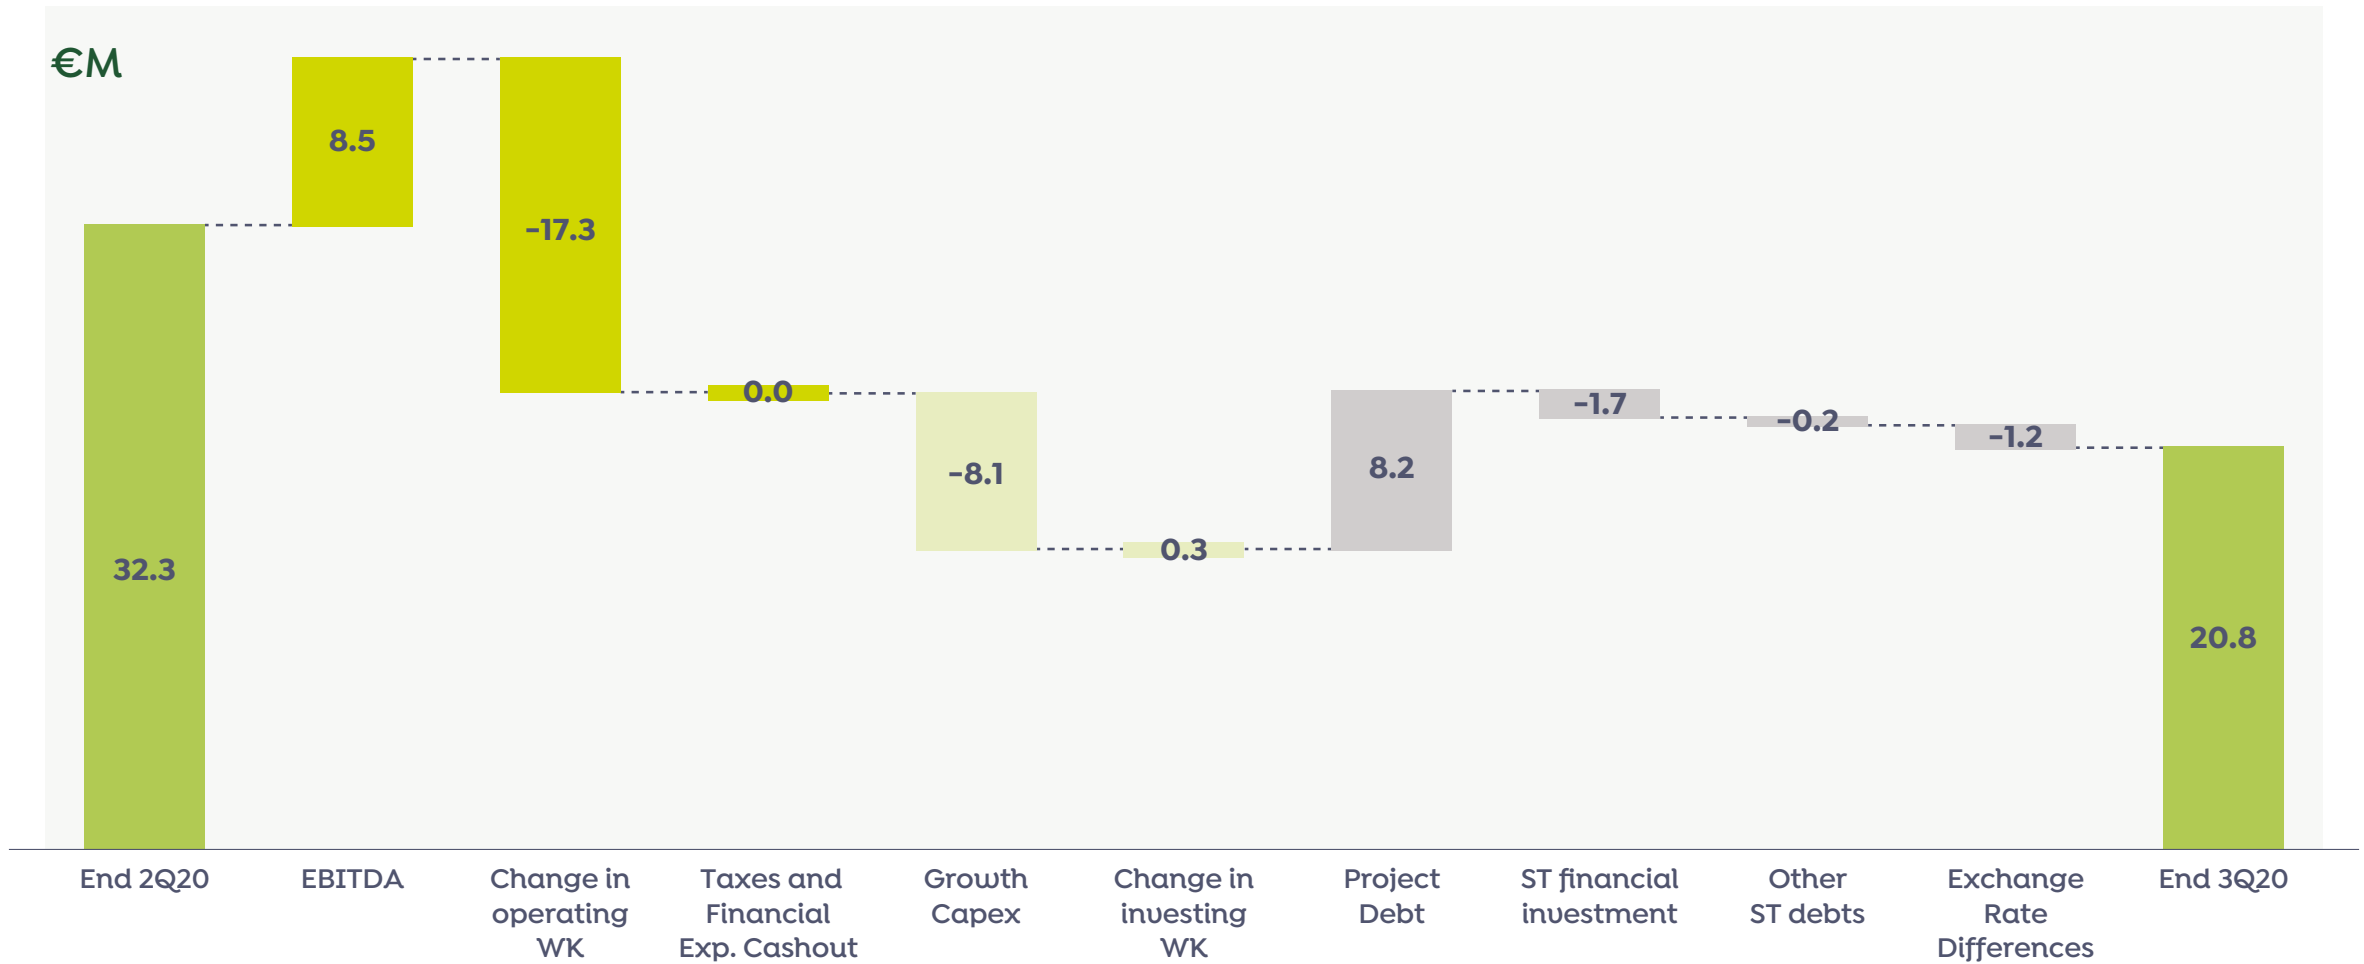 €M
8.5
-17.3
0.0
-8.1
0.3
8.2
-1.7
-0.2
-1.2
32.3
20.8
End 2Q20
EBITDA
Change in
operating
WK
Taxes and
Financial
Exp. Cashout
Growth
Capex
Change in
investing
WK
Project
Debt
ST financial
investment
Other
ST debts
Exchange
Rate
Differences
End 3Q20